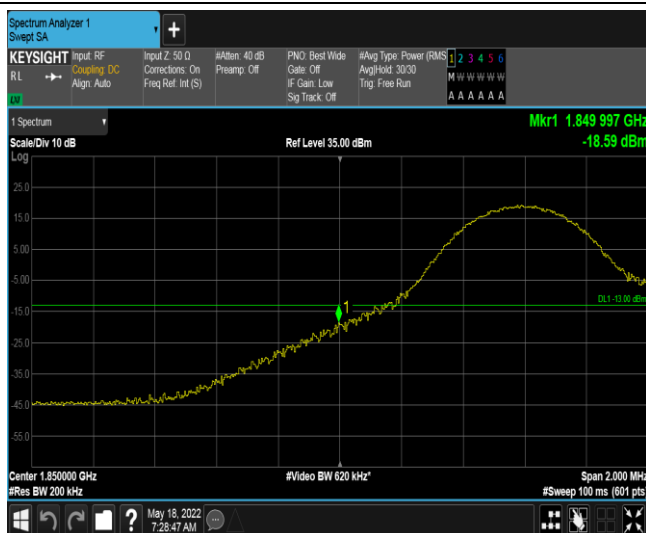 Spectrum Analyzer 1
Swept SA
KEYSIGHT
RL
Input: RF
Coupling: DC
Align: Auto
Input Z: 50 Ω
Corrections: On
Freq Ref: Int (S)
#Atten: 40 dB
Preamp: Off
PNO: Best Wide
Gate: Off
IF Gain: Low
Sig Track: Off
#Avg Type: Power (RMS
Avg|Hold: 30/30
Trig: Free Run
1 2 3 4 5 6
M W W W W W
A A A A A A
1 Spectrum
Scale/Div 10 dB
Ref Level 35.00 dBm
Mkr1 1.849 997 GHz
-18.59 dBm
Log
25.0
15.0
5.00
-5.00
DL1 -13.00 dBm
1
-15.0
-25.0
-35.0
-45.0
-55.0
Center 1.850000 GHz
#Video BW 620 kHz*
Span 2.000 MHz
#Res BW 200 kHz
#Sweep 100 ms (601 pts
?
May 18, 2022
7:28:47 AM